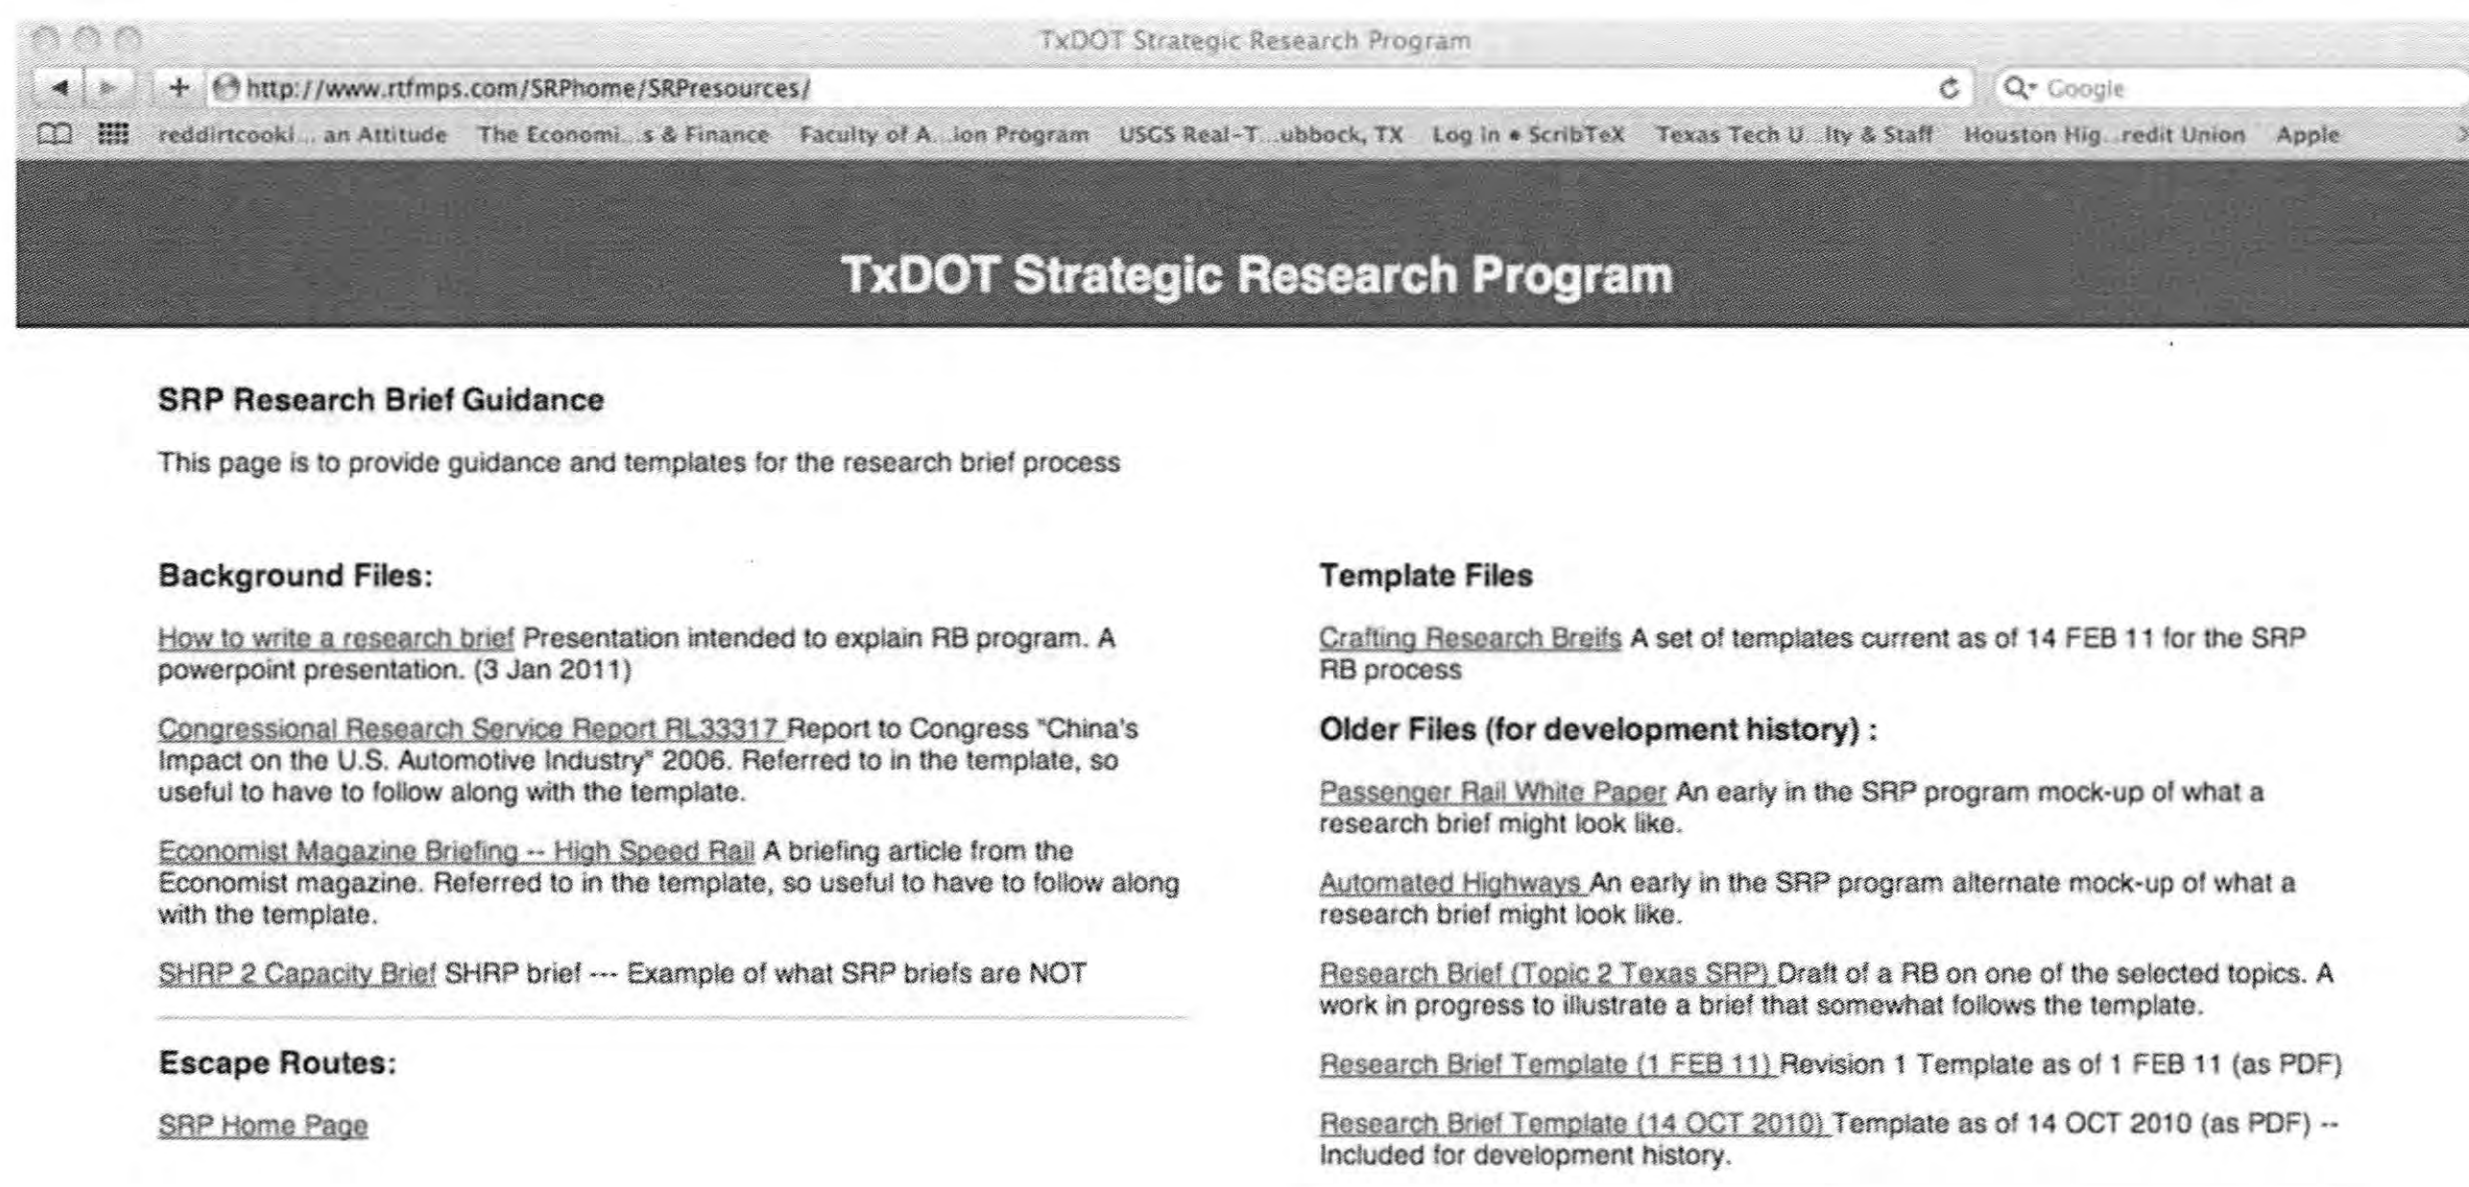 TxDOT Strategic Research Program
http://www.rtfmps.com/SRPhome/SRPresources/
Google
reddirtcooki... an Attitude The Economi...s & Finance Faculty of A...ion Program USGS Real-T...ubbock, TX Log in • ScribTeX Texas Tech U...lty & Staff Houston Hig...redit Union Apple
TxDOT Strategic Research Program
SRP Research Brief Guidance
This page is to provide guidance and templates for the research brief process
Background Files:
How to write a research brief Presentation intended to explain RB program. A
powerpoint presentation. (3 Jan 2011)
Congressional Research Service Report RL33317 Report to Congress "China's
Impact on the U.S. Automotive Industry" 2006. Referred to in the template, so
useful to have to follow along with the template.
Economist Magazine Briefing -- High Speed Rail A briefing article from the
Economist magazine. Referred to in the template, so useful to have to follow along
with the template.
SHRP 2 Capacity Brief SHRP brief --- Example of what SRP briefs are NOT
Escape Routes:
SRP Home Page
Template Files
Crafting Research Breifs A set of templates current as of 14 FEB 11 for the SRP
RB process
Older Files (for development history) :
Passenger Rail White Paper An early in the SRP program mock-up of what a
research brief might look like.
Automated Highways An early in the SRP program alternate mock-up of what a
research brief might look like.
Research Brief (Topic 2 Texas SRP) Draft of a RB on one of the selected topics. A
work in progress to illustrate a brief that somewhat follows the template.
Research Brief Template (1 FEB 11) Revision 1 Template as of 1 FEB 11 (as PDF)
Research Brief Template (14 OCT 2010) Template as of 14 OCT 2010 (as PDF) --
Included for development history.